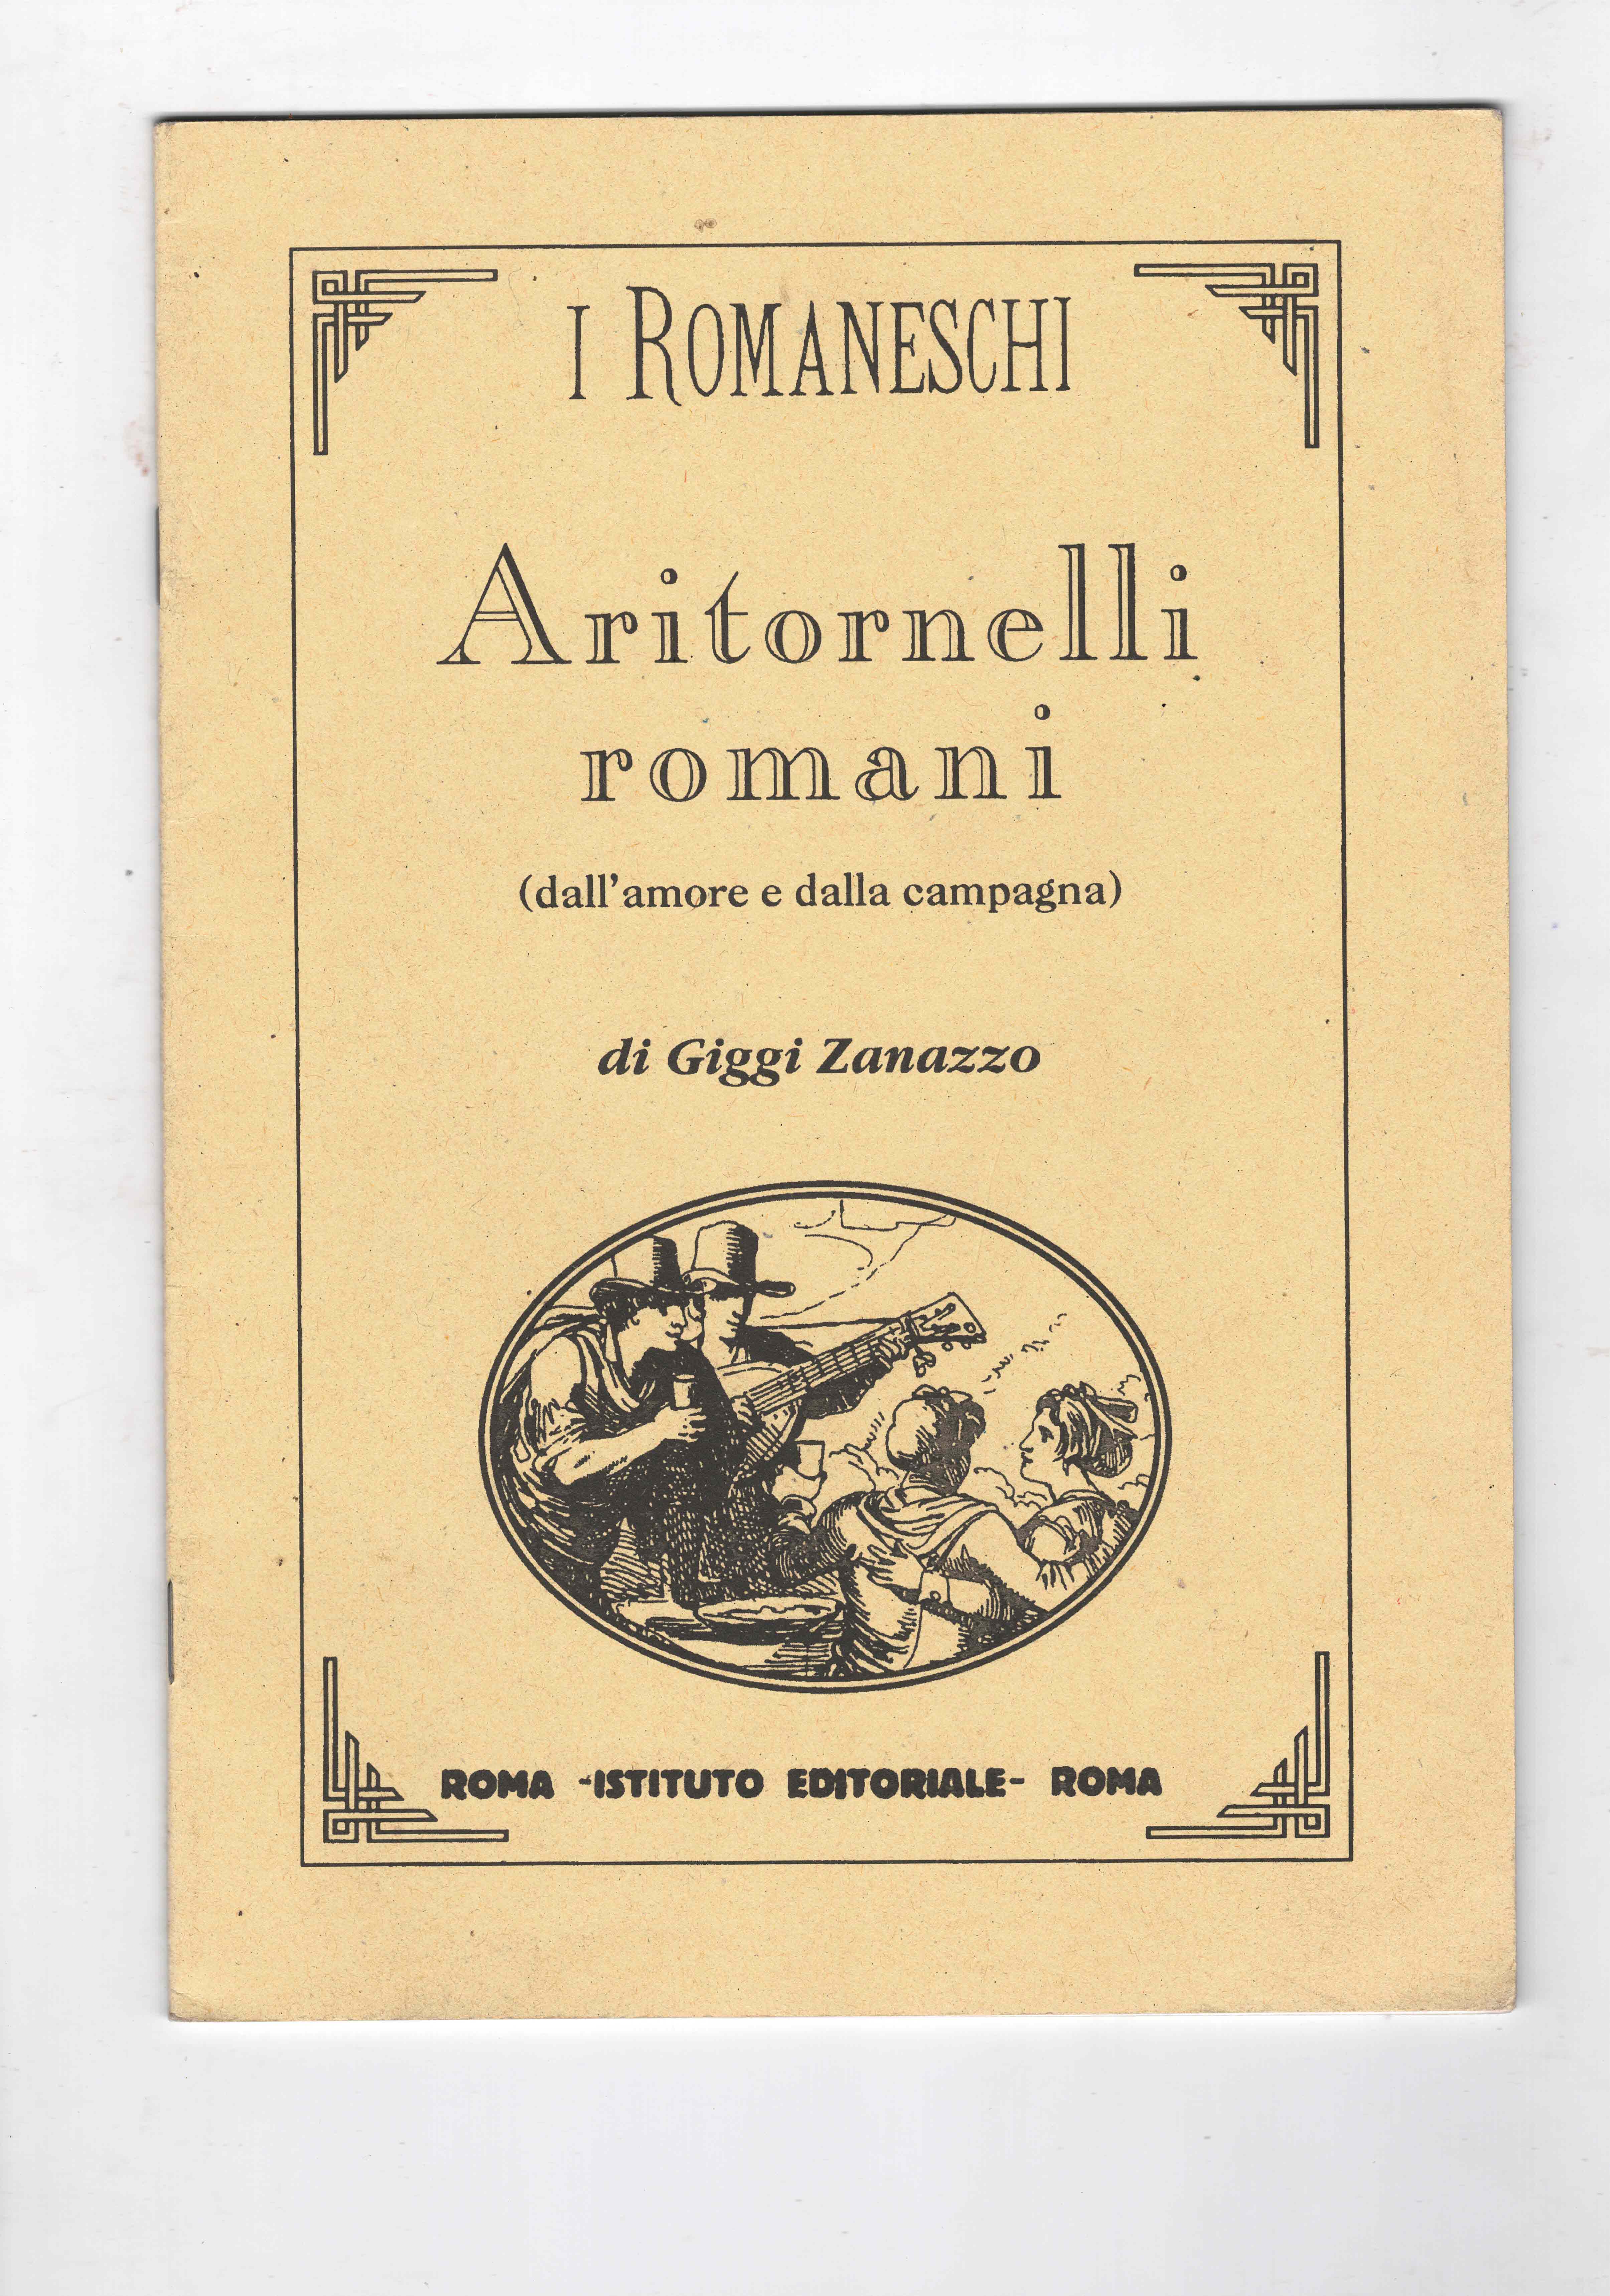 I ROMANESCHI
Aritornelli
romani
(dall'amore e dalla campagna)
di Giggi Zanazzo
ROMA -ISTITUTO EDITORIALE- ROMA